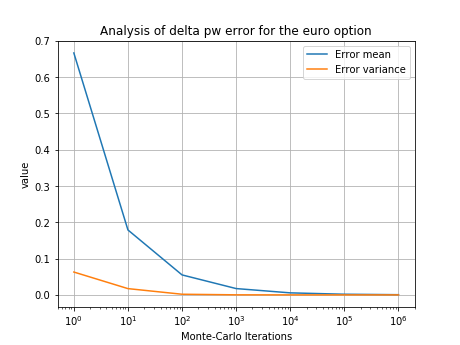 Analysis of delta pw error for the euro option
Error mean
Error variance
value
0.7
0.6
0.5
0.4
0.3
0.2
0.1
0.0
10⁰ 10¹ 10² 10³ 10⁴ 10⁵ 10⁶
Monte-Carlo Iterations